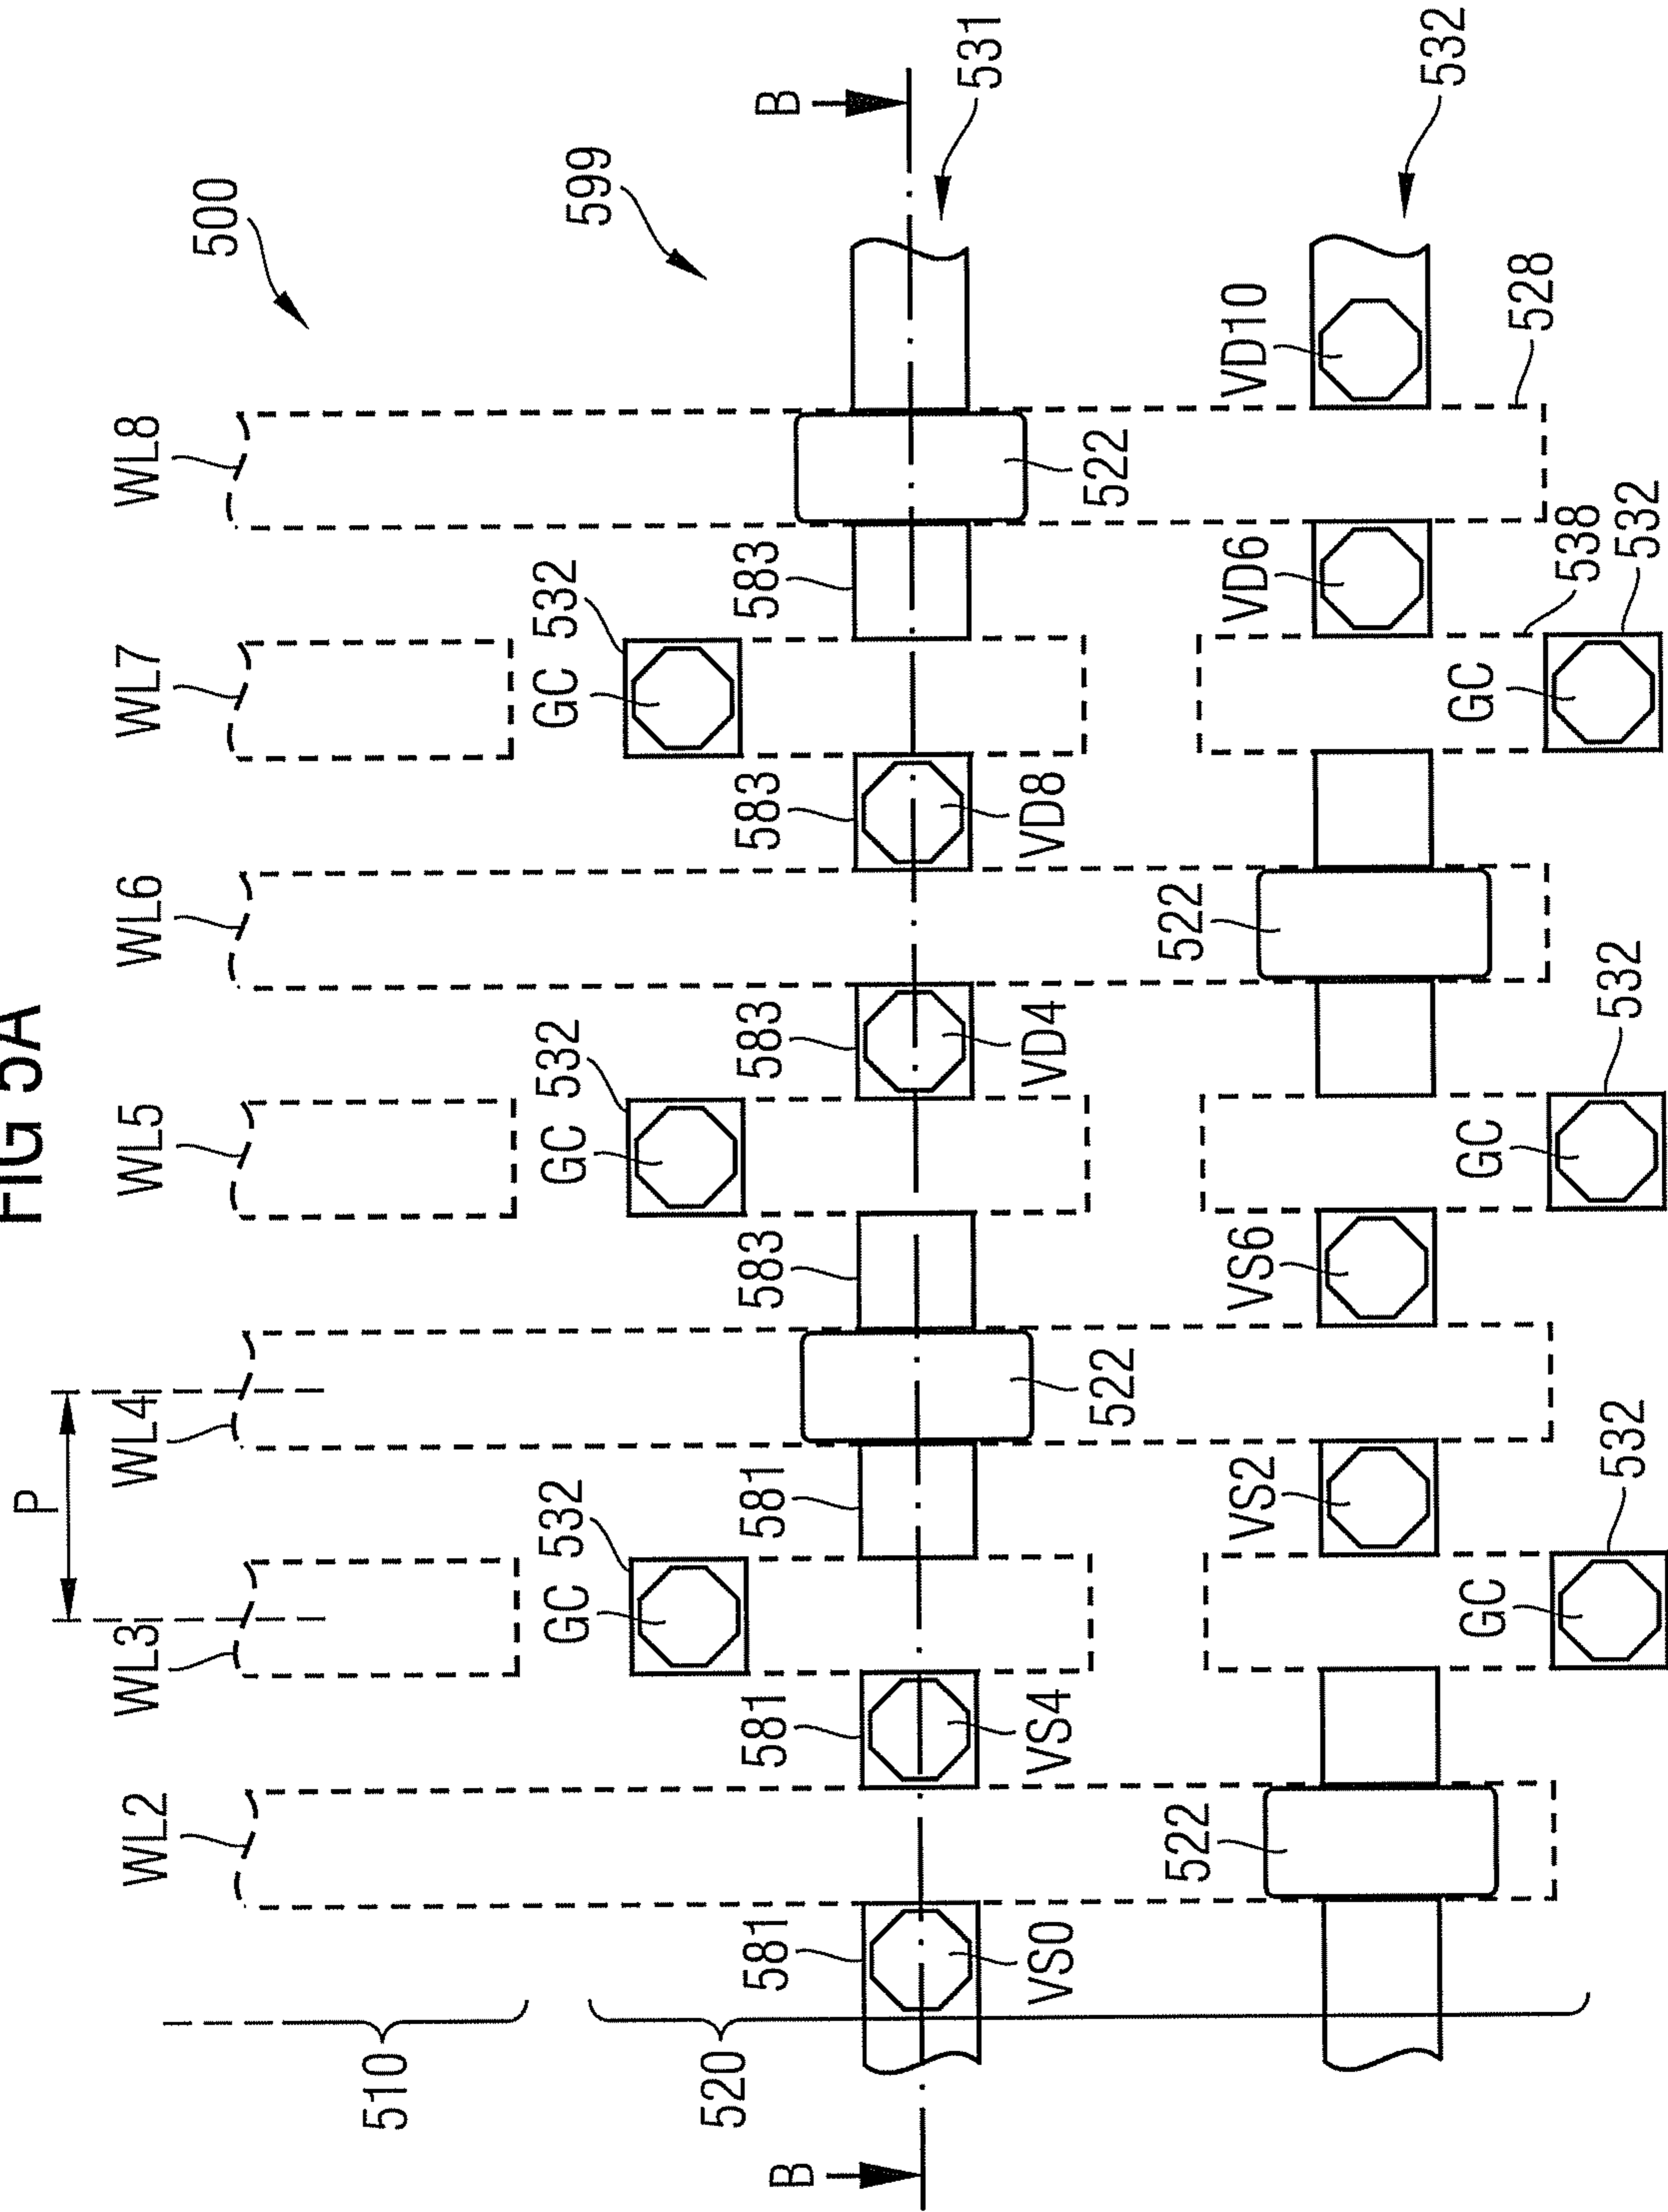 FIG 5A
P
WL2 WL3 WL4 WL5 WL6 WL7 WL8
500
510
GC 532 GC 532 GC 532 599
520
581 581 581 583 583 583 583
B B
531
VS0 VS4 VD4 VD8
522 522
522 522
VS2 VS6 VD6 VD10
532
GC GC GC
528
538
532 532 532